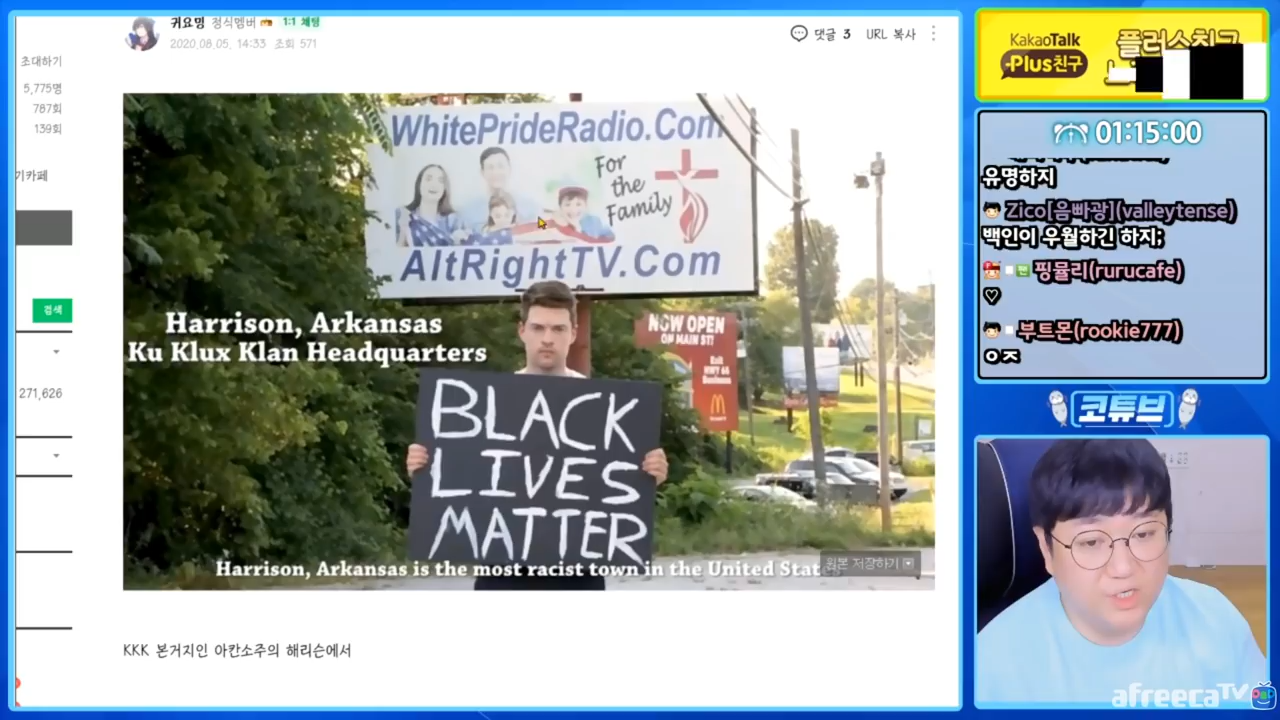 귀요밍 정식멤버 1:1 채팅
2020.08.05. 14:33 조회 571
댓글 3 URL 복사
초대하기
5,775명
787회
139회
기카페
검색
271,626
WhitePrideRadio.Com
For
the
Family
AltRightTV.Com
Harrison, Arkansas
Ku Klux Klan Headquarters
NOW OPEN
ON MAIN ST!
Exit
HWY 65
Business
BLACK
LIVES
MATTER
Harrison, Arkansas is the most racist town in the United States
원본 저장하기
KKK 본거지인 아칸소주의 해리슨에서
KakaoTalk
Plus친구
플러스친구
01:15:00
유명하지
Zico[음빠광](valleytense)
백인이 우월하긴 하지;
팬 핑뮬리(rurucafe)
♡
부트몬(rookie777)
ㅇㅈ
코튜브
afreecaTV